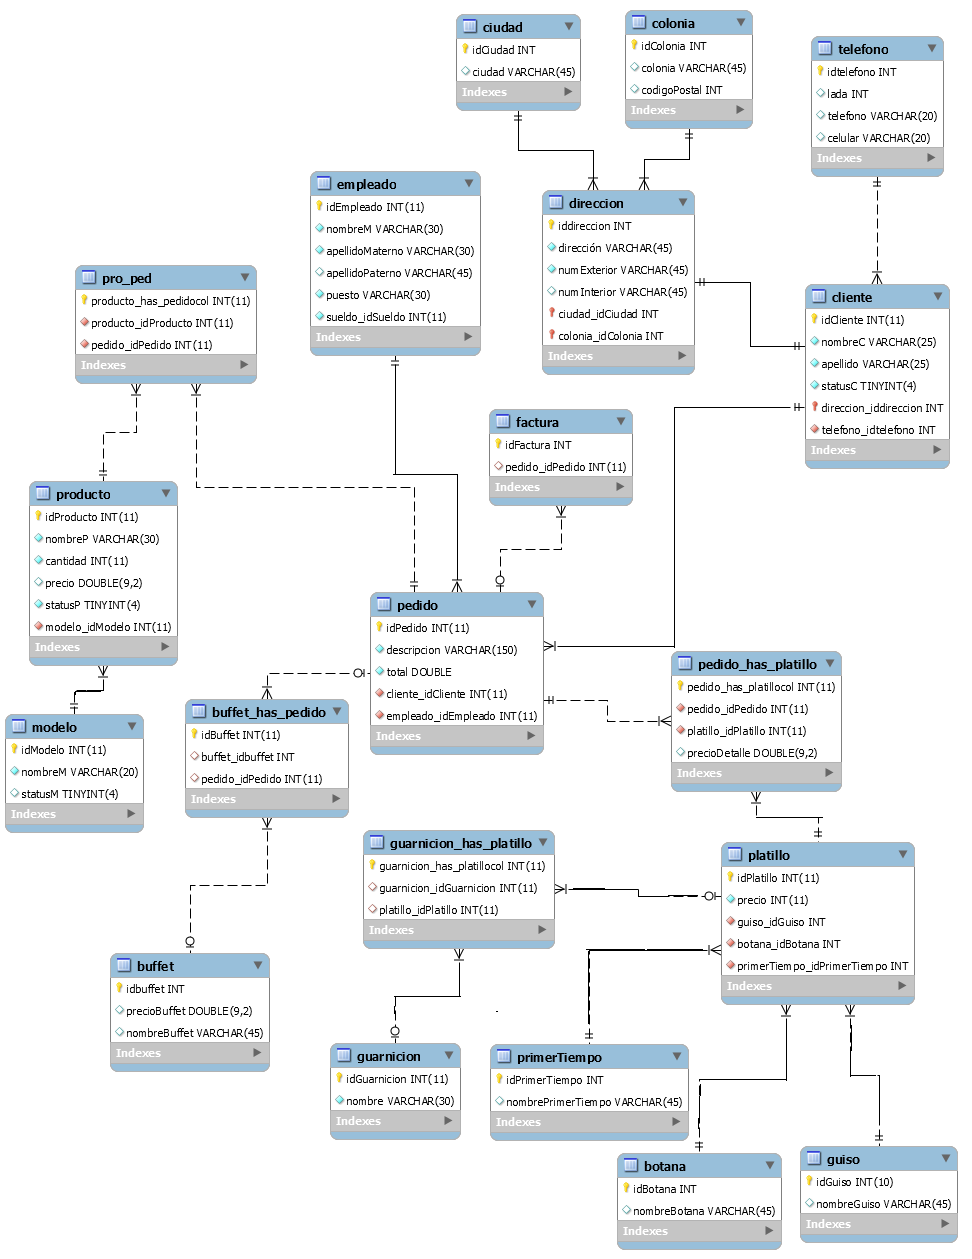 ciudad
idCiudad INT
ciudad VARCHAR(45)
Indexes
colonia
idColonia INT
colonia VARCHAR(45)
codigoPostal INT
Indexes
telefono
idtelefono INT
lada INT
telefono VARCHAR(20)
celular VARCHAR(20)
Indexes
empleado
idEmpleado INT(11)
nombreM VARCHAR(30)
apellidoMaterno VARCHAR(30)
apellidoPaterno VARCHAR(45)
puesto VARCHAR(30)
sueldo_idSueldo INT(11)
Indexes
direccion
iddireccion INT
dirección VARCHAR(45)
numExterior VARCHAR(45)
numInterior VARCHAR(45)
ciudad_idCiudad INT
colonia_idColonia INT
Indexes
pro_ped
producto_has_pedidocol INT(11)
producto_idProducto INT(11)
pedido_idPedido INT(11)
Indexes
cliente
idCliente INT(11)
nombreC VARCHAR(25)
apellido VARCHAR(25)
statusC TINYINT(4)
direccion_iddireccion INT
telefono_idtelefono INT
Indexes
factura
idFactura INT
pedido_idPedido INT(11)
Indexes
producto
idProducto INT(11)
nombreP VARCHAR(30)
cantidad INT(11)
precio DOUBLE(9,2)
statusP TINYINT(4)
modelo_idModelo INT(11)
Indexes
pedido
idPedido INT(11)
descripcion VARCHAR(150)
total DOUBLE
cliente_idCliente INT(11)
empleado_idEmpleado INT(11)
Indexes
pedido_has_platillo
pedido_has_platillocol INT(11)
pedido_idPedido INT(11)
platillo_idPlatillo INT(11)
precioDetalle DOUBLE(9,2)
Indexes
buffet_has_pedido
idBuffet INT(11)
buffet_idbuffet INT
pedido_idPedido INT(11)
Indexes
modelo
idModelo INT(11)
nombreM VARCHAR(20)
statusM TINYINT(4)
Indexes
guarnicion_has_platillo
guarnicion_has_platillocol INT(11)
guarnicion_idGuarnicion INT(11)
platillo_idPlatillo INT(11)
Indexes
platillo
idPlatillo INT(11)
precio INT(11)
guiso_idGuiso INT
botana_idBotana INT
primerTiempo_idPrimerTiempo INT
Indexes
buffet
idbuffet INT
precioBuffet DOUBLE(9,2)
nombreBuffet VARCHAR(45)
Indexes
guarnicion
idGuarnicion INT(11)
nombre VARCHAR(30)
Indexes
primerTiempo
idPrimerTiempo INT
nombrePrimerTiempo VARCHAR(45)
Indexes
botana
idBotana INT
nombreBotana VARCHAR(45)
Indexes
guiso
idGuiso INT(10)
nombreGuiso VARCHAR(45)
Indexes